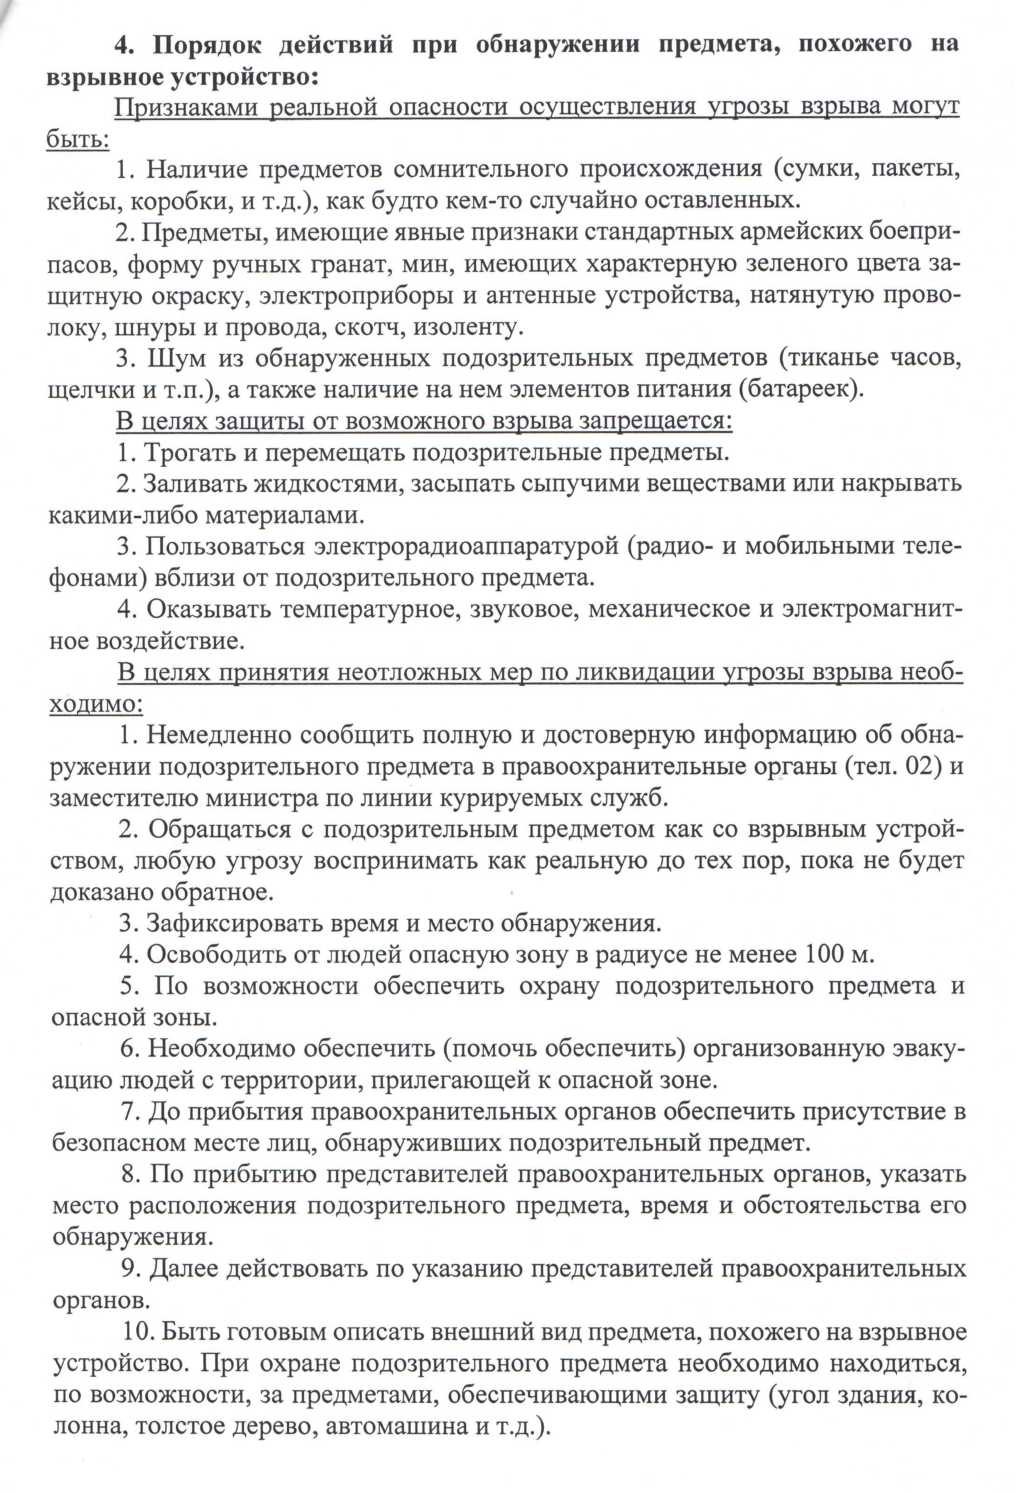 4. Порядок действий при обнаружении предмета, похожего на
взрывное устройство:
Признаками реальной опасности осуществления угрозы взрыва могут
быть:
1. Наличие предметов сомнительного происхождения (сумки, пакеты,
кейсы, коробки, и т.д.), как будто кем-то случайно оставленных.
2. Предметы, имеющие явные признаки стандартных армейских боепри-
пасов, форму ручных гранат, мин, имеющих характерную зеленого цвета за-
щитную окраску, электроприборы и антенные устройства, натянутую прово-
локу, шнуры и провода, скотч, изоленту.
3. Шум из обнаруженных подозрительных предметов (тиканье часов,
щелчки и т.п.), а также наличие на нем элементов питания (батареек).
В целях защиты от возможного взрыва запрещается:
1. Трогать и перемещать подозрительные предметы.
2. Заливать жидкостями, засыпать сыпучими веществами или накрывать
какими-либо материалами.
3. Пользоваться электрорадиоаппаратурой (радио- и мобильными теле-
фонами) вблизи от подозрительного предмета.
4. Оказывать температурное, звуковое, механическое и электромагнит-
ное воздействие.
В целях принятия неотложных мер по ликвидации угрозы взрыва необ-
ходимо:
1. Немедленно сообщить полную и достоверную информацию об обна-
ружении подозрительного предмета в правоохранительные органы (тел. 02) и
заместителю министра по линии курируемых служб.
2. Обращаться с подозрительным предметом как со взрывным устрой-
ством, любую угрозу воспринимать как реальную до тех пор, пока не будет
доказано обратное.
3. Зафиксировать время и место обнаружения.
4. Освободить от людей опасную зону в радиусе не менее 100 м.
5. По возможности обеспечить охрану подозрительного предмета и
опасной зоны.
6. Необходимо обеспечить (помочь обеспечить) организованную эваку-
ацию людей с территории, прилегающей к опасной зоне.
7. До прибытия правоохранительных органов обеспечить присутствие в
безопасном месте лиц, обнаруживших подозрительный предмет.
8. По прибытию представителей правоохранительных органов, указать
место расположения подозрительного предмета, время и обстоятельства его
обнаружения.
9. Далее действовать по указанию представителей правоохранительных
органов.
10. Быть готовым описать внешний вид предмета, похожего на взрывное
устройство. При охране подозрительного предмета необходимо находиться,
по возможности, за предметами, обеспечивающими защиту (угол здания, ко-
лонна, толстое дерево, автомашина и т.д.).